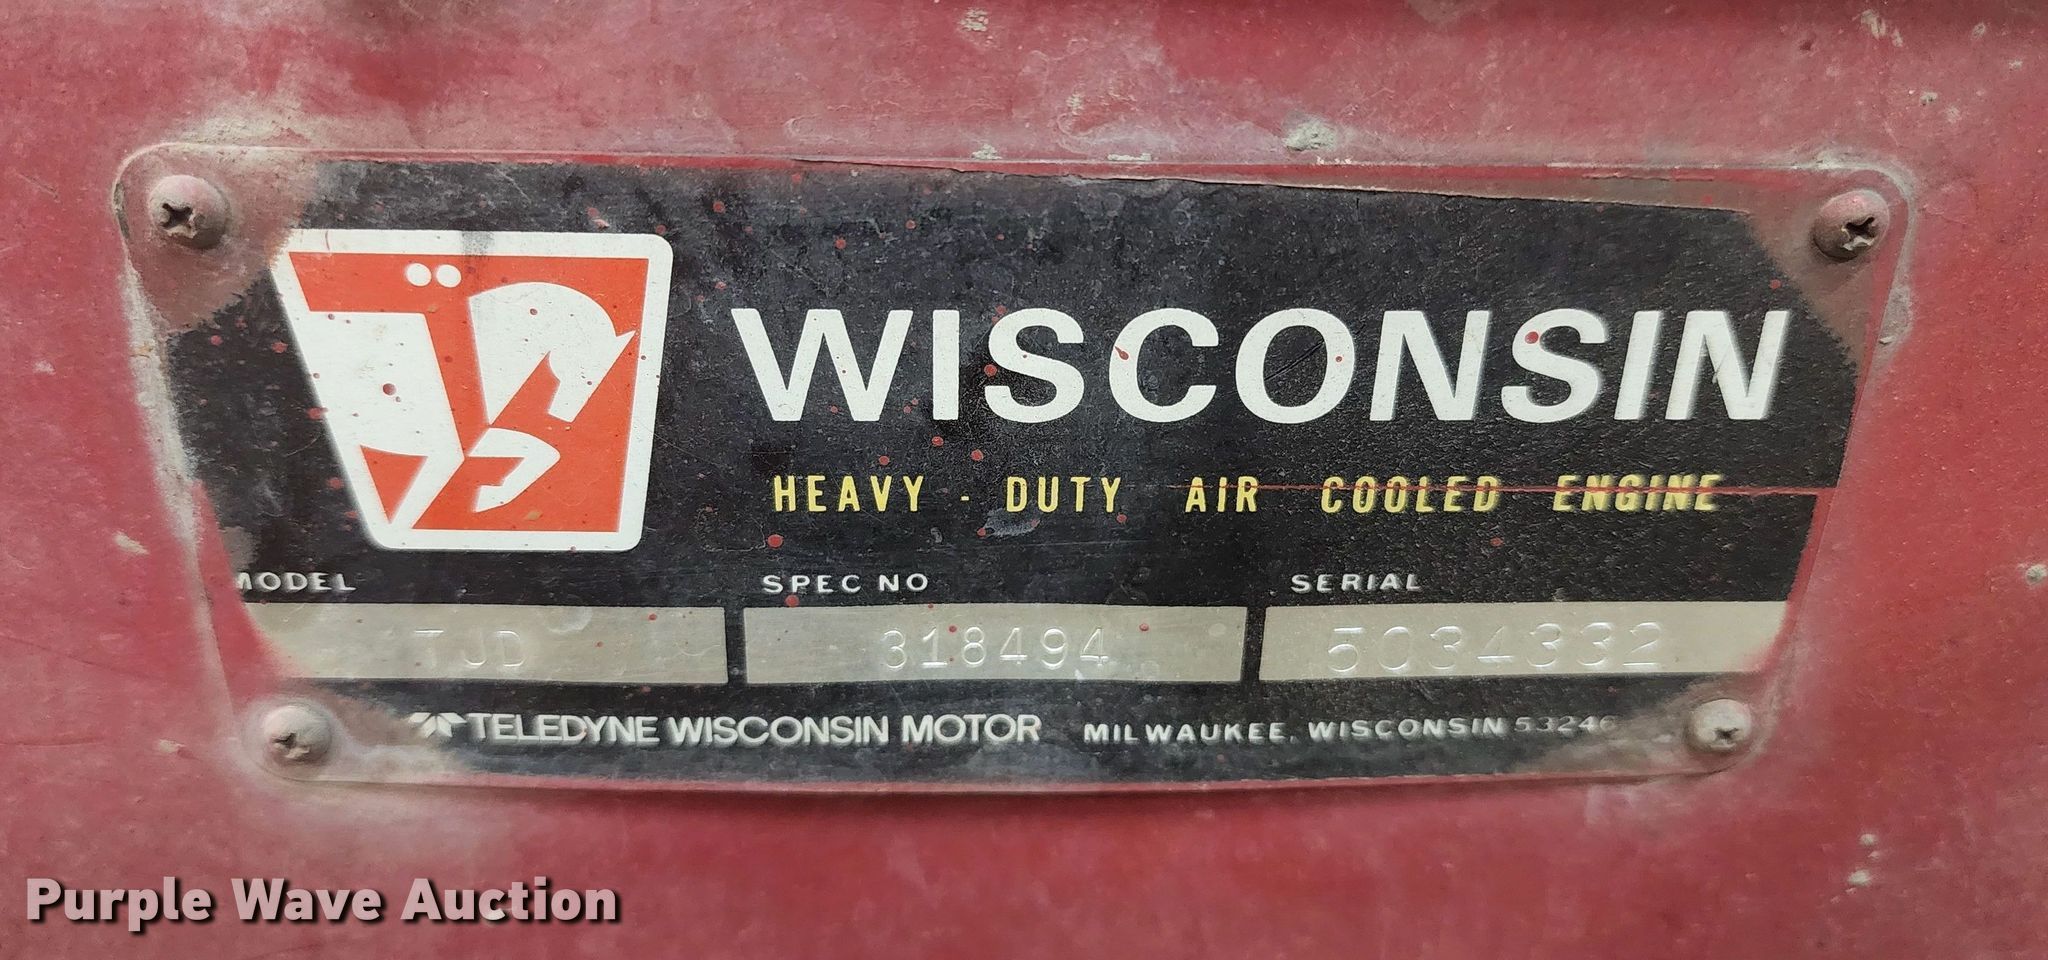 WISCONSIN
HEAVY - DUTY AIR COOLED ENGINE
MODEL SPEC NO SERIAL
TJD 318494 5034332
TELEDYNE WISCONSIN MOTOR MILWAUKEE, WISCONSIN 53246
Purple Wave Auction